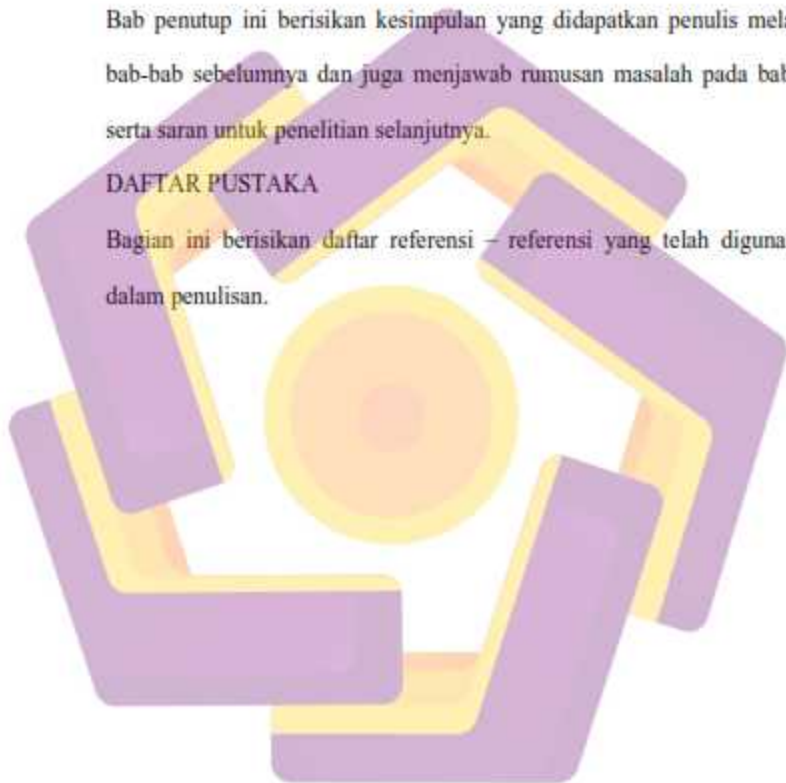 Bab penutup ini berisikan kesimpulan yang didapatkan penulis mela
bab-bab sebelumnya dan juga menjawab rumusan masalah pada bab
serta saran untuk penelitian selanjutnya.
DAFTAR PUSTAKA
Bagian ini berisikan daftar referensi – referensi yang telah diguna
dalam penulisan.